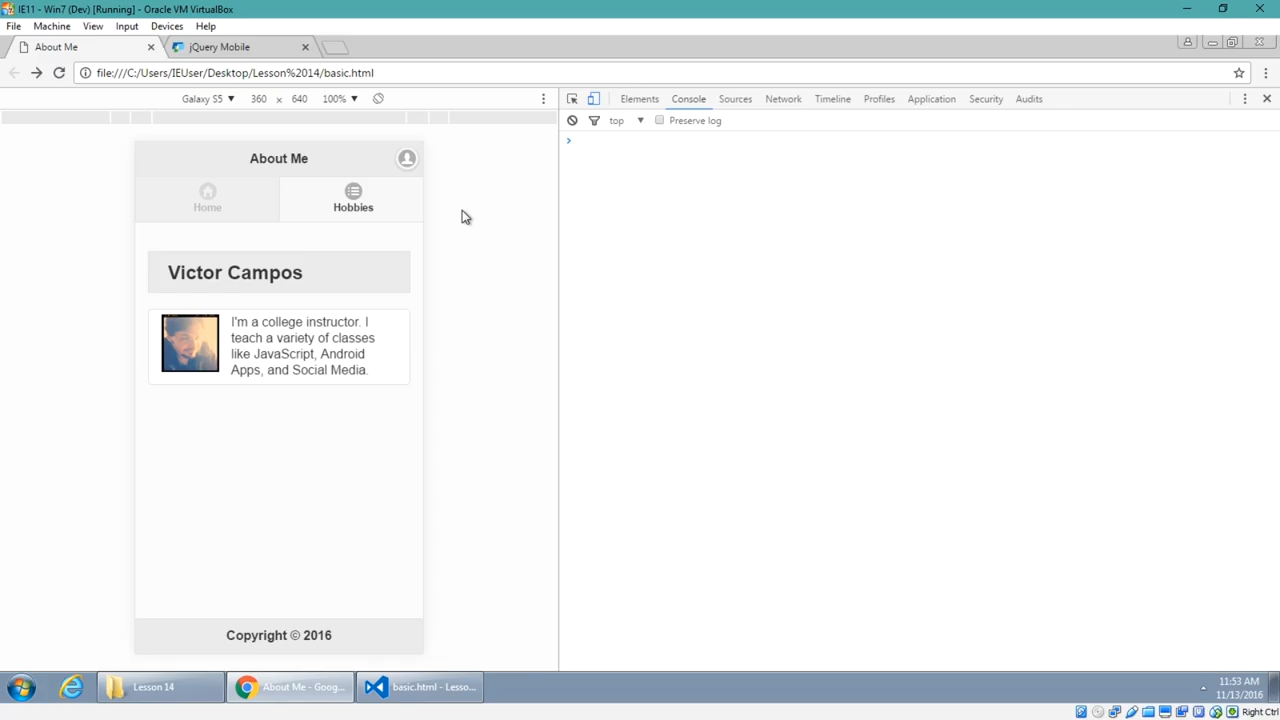 IE11 - Win7 (Dev) [Running] - Oracle VM VirtualBox
File Machine View Input Devices Help
About Me
jQuery Mobile
file:///C:/Users/IEUser/Desktop/Lesson%2014/basic.html
Galaxy S5 ▼ 360 x 640 100% ▼
Elements Console Sources Network Timeline Profiles Application Security Audits
top ▼ Preserve log
About Me
Home
Hobbies
Victor Campos
I'm a college instructor. I
teach a variety of classes
like JavaScript, Android
Apps, and Social Media.
Copyright © 2016
Lesson 14
About Me - Goog...
basic.html - Lesso...
11:53 AM
11/13/2016
Right Ctrl